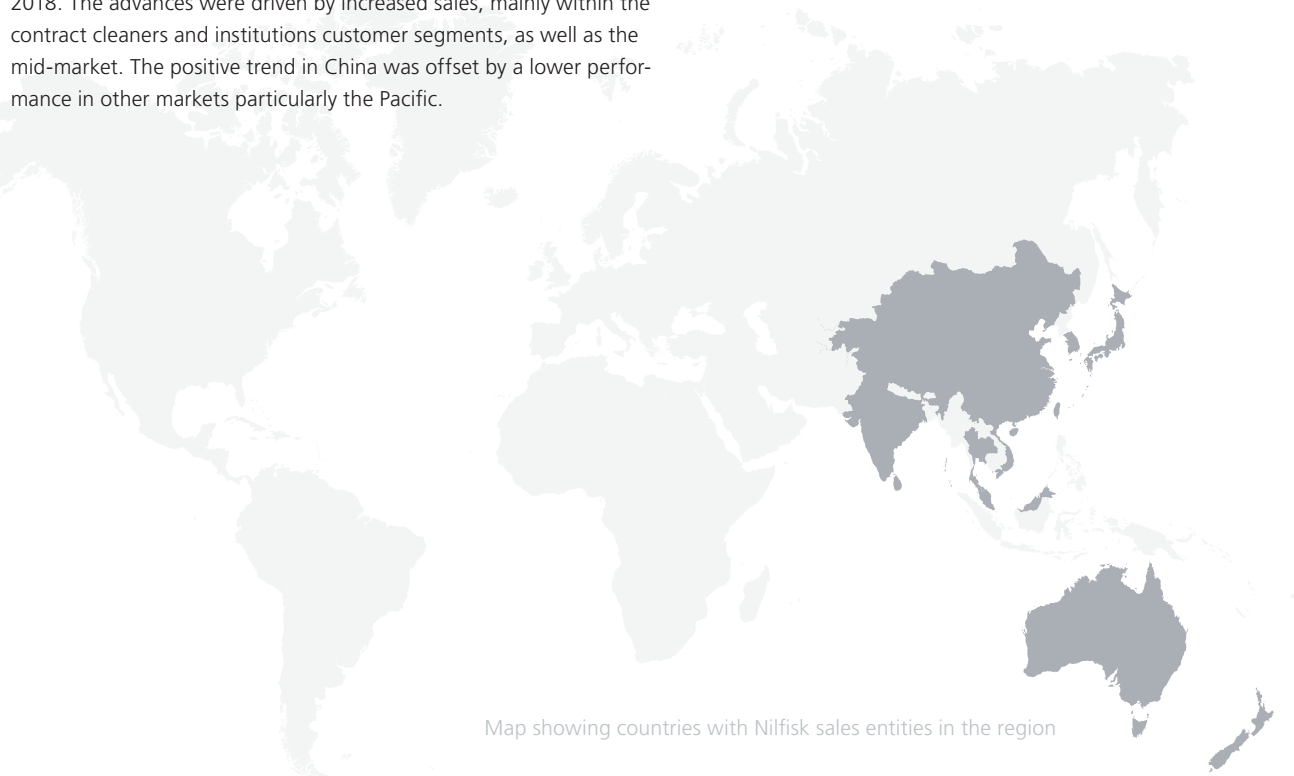 2018. The advances were driven by increased sales, mainly within the
contract cleaners and institutions customer segments, as well as the
mid-market. The positive trend in China was offset by a lower perfor-
mance in other markets particularly the Pacific.
Map showing countries with Nilfisk sales entities in the region